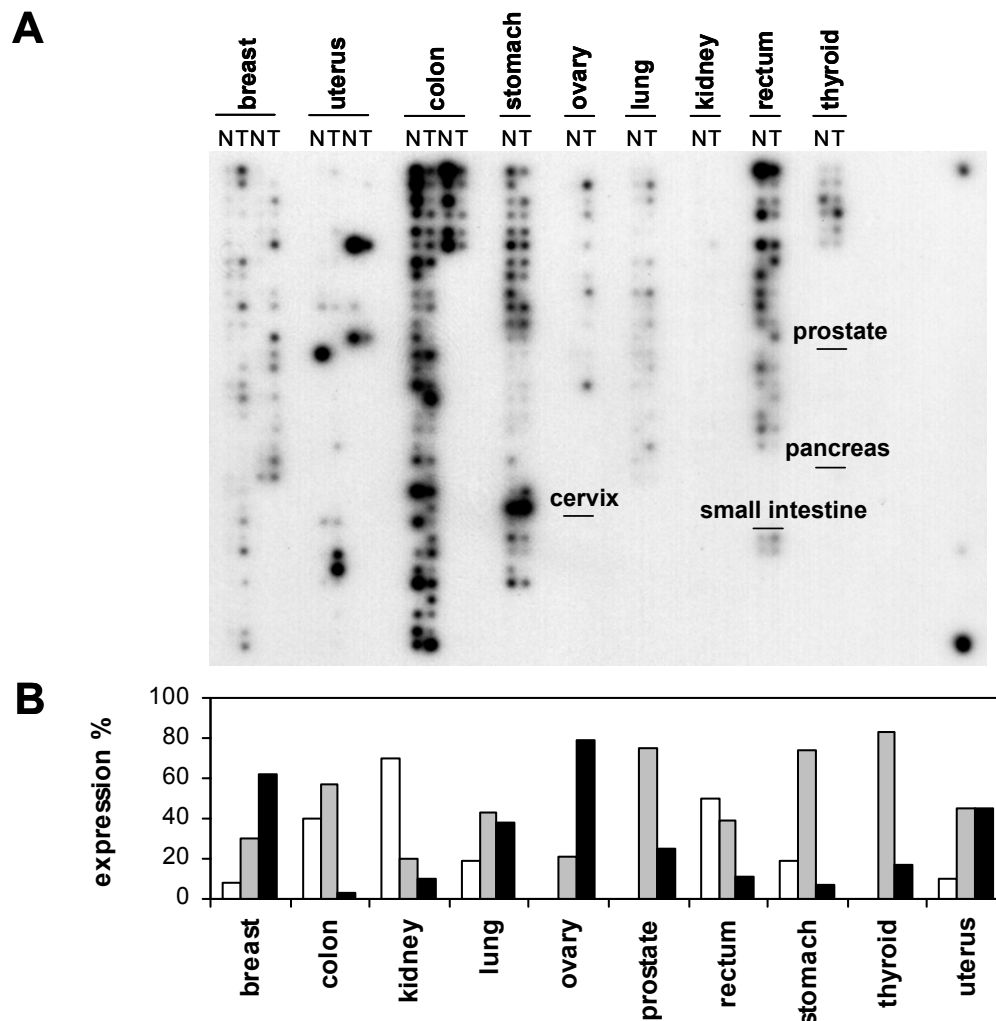 A
breast uterus colon stomach ovary lung kidney rectum thyroid
NTNT NTNT NTNT NT NT NT NT NT NT
prostate
pancreas
cervix
small intestine
B
expression %
100
80
60
40
20
0
breast colon kidney lung ovary prostate rectum stomach thyroid uterus